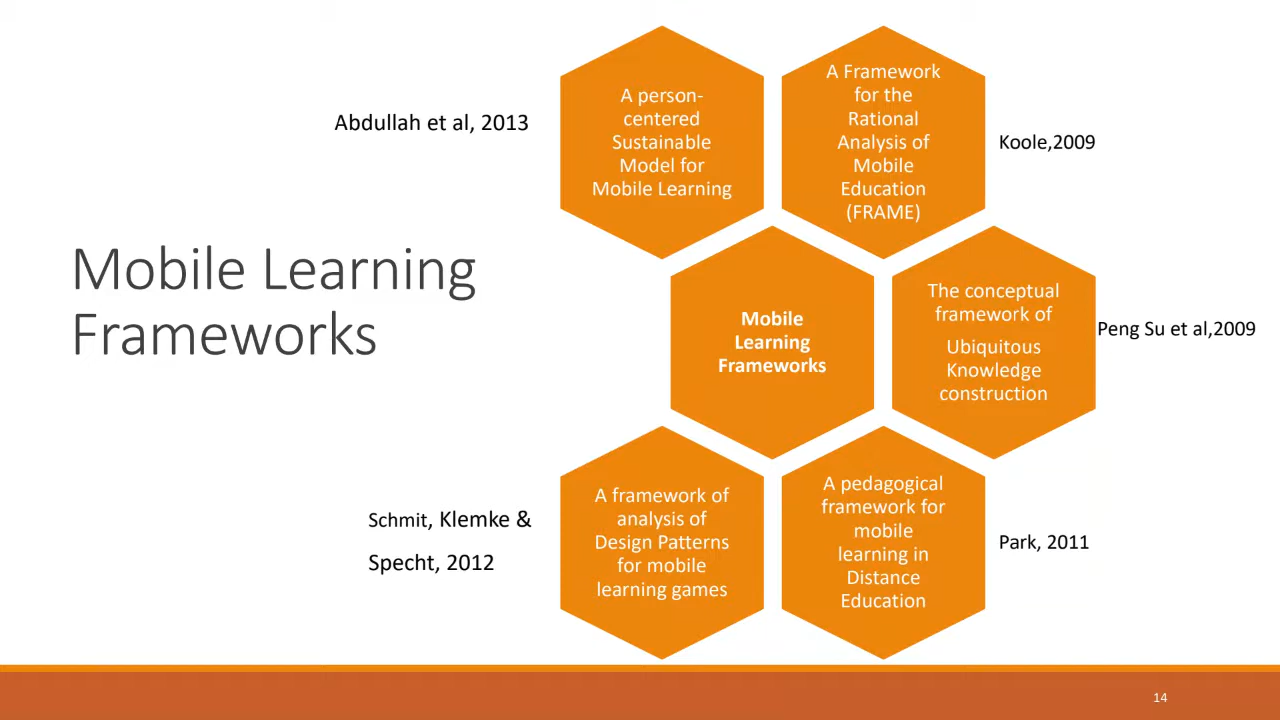 Mobile Learning
Frameworks
Abdullah et al, 2013
A person-
centered
Sustainable
Model for
Mobile Learning
A Framework
for the
Rational
Analysis of
Mobile
Education
(FRAME)
Koole,2009
Mobile
Learning
Frameworks
The conceptual
framework of
Ubiquitous
Knowledge
construction
Peng Su et al,2009
Schmit, Klemke &
Specht, 2012
A framework of
analysis of
Design Patterns
for mobile
learning games
A pedagogical
framework for
mobile
learning in
Distance
Education
Park, 2011
14